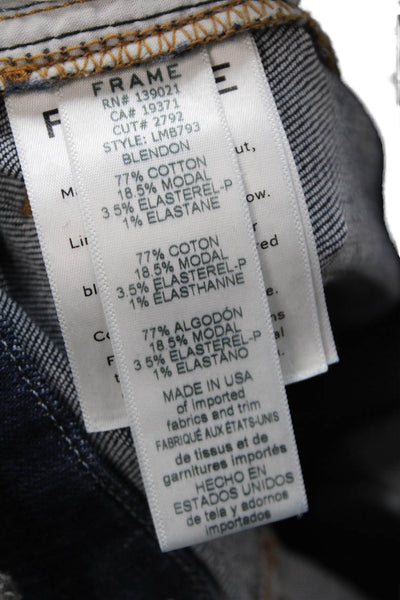 FRAME
RN# 139021
CA# 19371
CUT# 2792
STYLE: LMB793
BLENDON
77% COTTON
18.5% MODAL
3.5% ELASTEREL-P
1% ELASTANE
77% COTON
18.5% MODAL
3.5% ELASTEREL-P
1% ELASTHANNE
77% ALGODÓN
18.5% MODAL
3.5% ELASTEREL-P
1% ELASTANO
MADE IN USA
of imported
fabrics and trim
FABRIQUÉ AUX ÉTATS-UNIS
de tissus et de
garnitures importés
HECHO EN
ESTADOS UNIDOS
de tela y adornos
importados